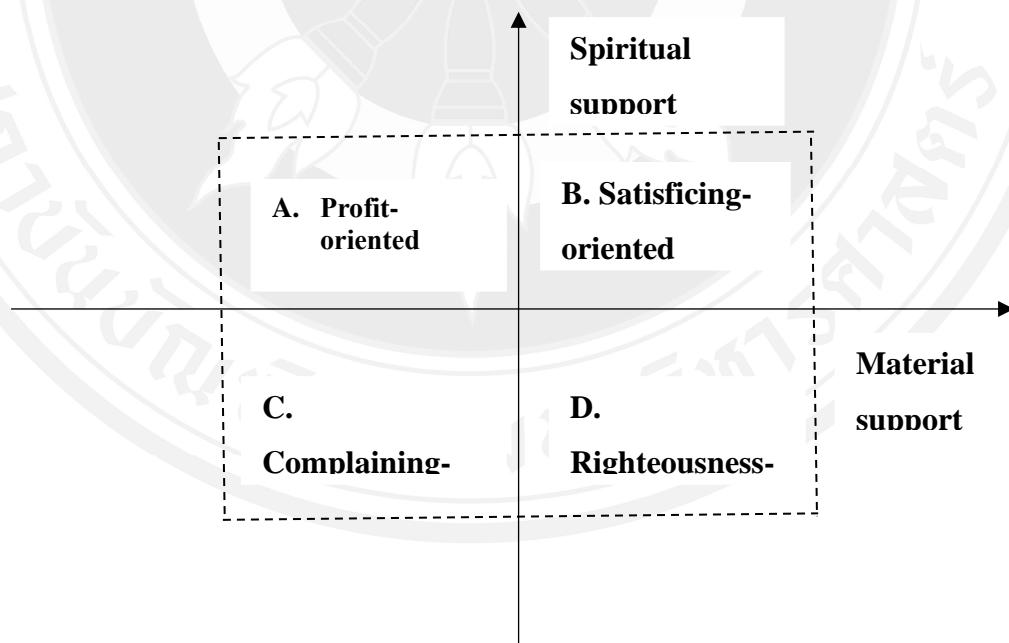 Spiritual
support
A. Profit-
oriented
B. Satisficing-
oriented
Material
support
C.
Complaining-
D.
Righteousness-